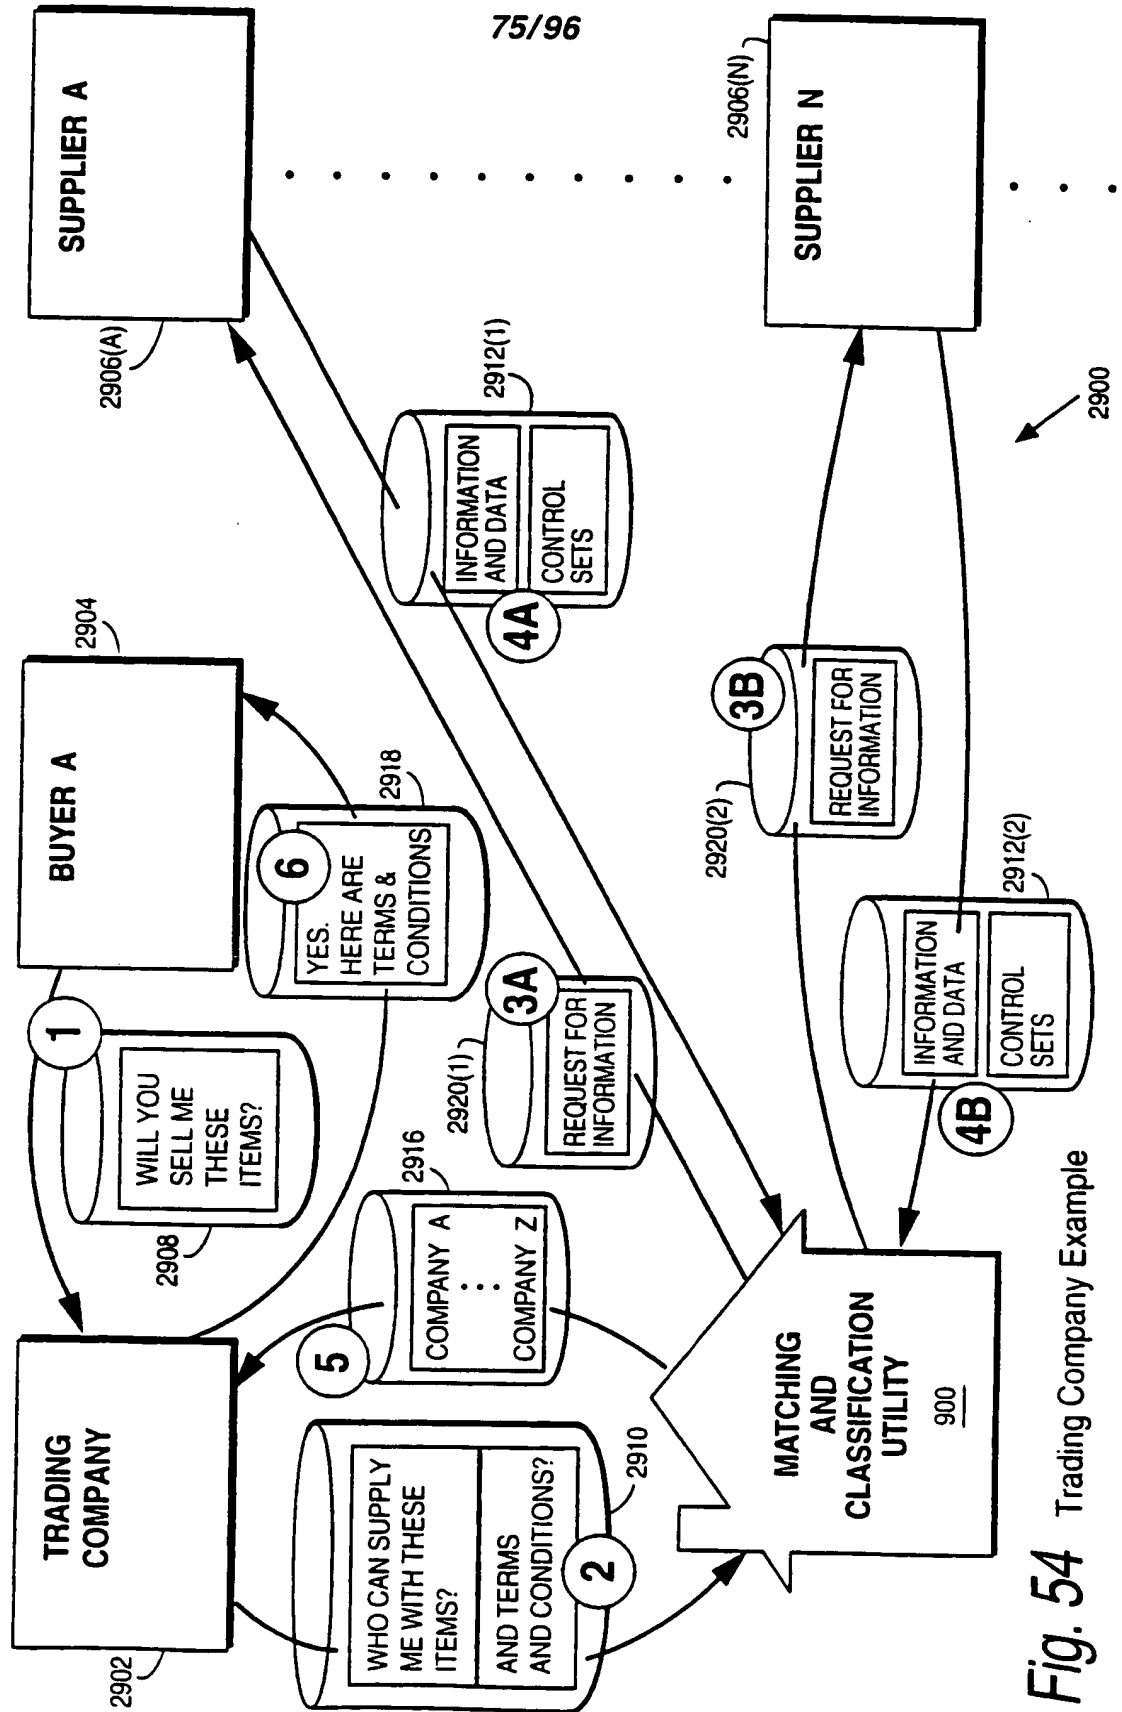 75/96
TRADING
COMPANY
2902
BUYER A
2904
SUPPLIER A
2906(A)
1
WILL YOU
SELL ME
THESE
ITEMS?
2908
6
YES.
HERE ARE
TERMS &
CONDITIONS
2918
WHO CAN SUPPLY
ME WITH THESE
ITEMS?
AND TERMS
AND CONDITIONS?
2
2910
5
COMPANY A
⋮
COMPANY Z
2916
3A
REQUEST FOR
INFORMATION
2920(1)
4A
INFORMATION
AND DATA
CONTROL
SETS
2912(1)
MATCHING
AND
CLASSIFICATION
UTILITY
900
3B
REQUEST FOR
INFORMATION
2920(2)
4B
INFORMATION
AND DATA
CONTROL
SETS
2912(2)
SUPPLIER N
2906(N)
2900
Fig. 54 Trading Company Example